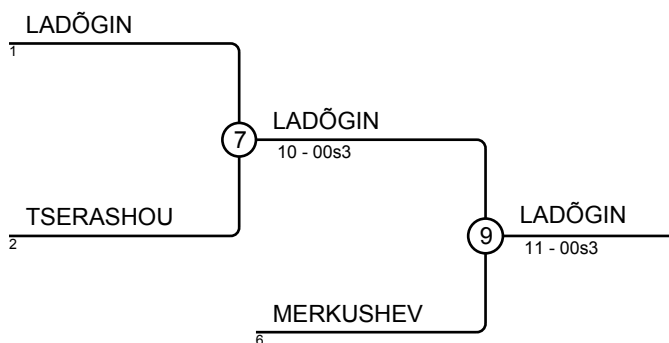 LADÕGIN
1
7
LADÕGIN
10 - 00s3
TSERASHOU
2
9
LADÕGIN
11 - 00s3
MERKUSHEV
6